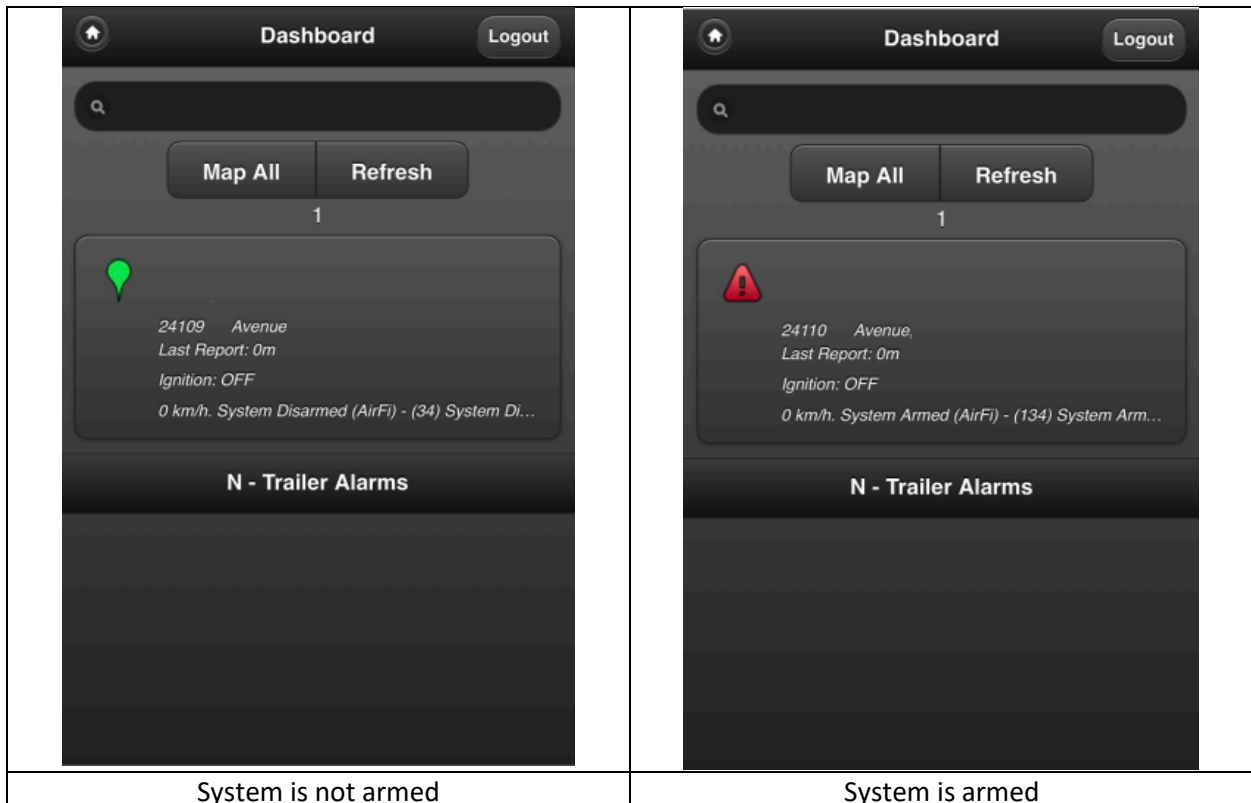 Dashboard
Logout
Map All
Refresh
1
24109 Avenue
Last Report: 0m
Ignition: OFF
0 km/h. System Disarmed (AirFi) - (34) System Di...
N - Trailer Alarms
System is not armed
Dashboard
Logout
Map All
Refresh
1
24110 Avenue,
Last Report: 0m
Ignition: OFF
0 km/h. System Armed (AirFi) - (134) System Arm...
N - Trailer Alarms
System is armed